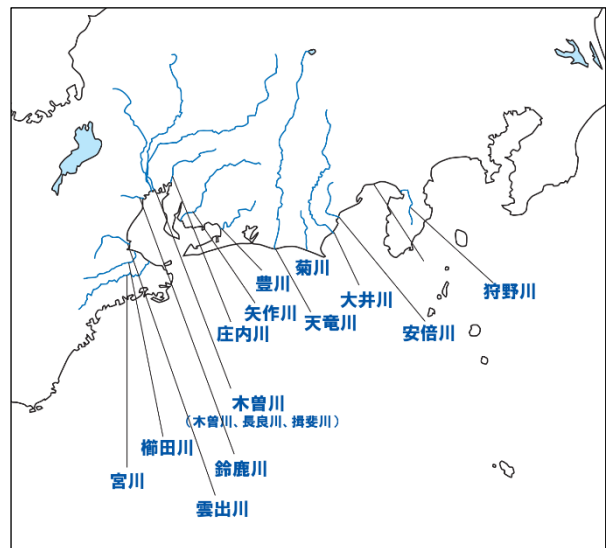 豊川
菊川
狩野川
大井川
矢作川
天竜川
安倍川
庄内川
木曽川
(木曽川、長良川、揖斐川)
櫛田川
鈴鹿川
宮川
雲出川